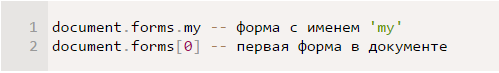 1 document.forms.my -- форма с именем 'my'
2 document.forms[0] -- первая форма в документе